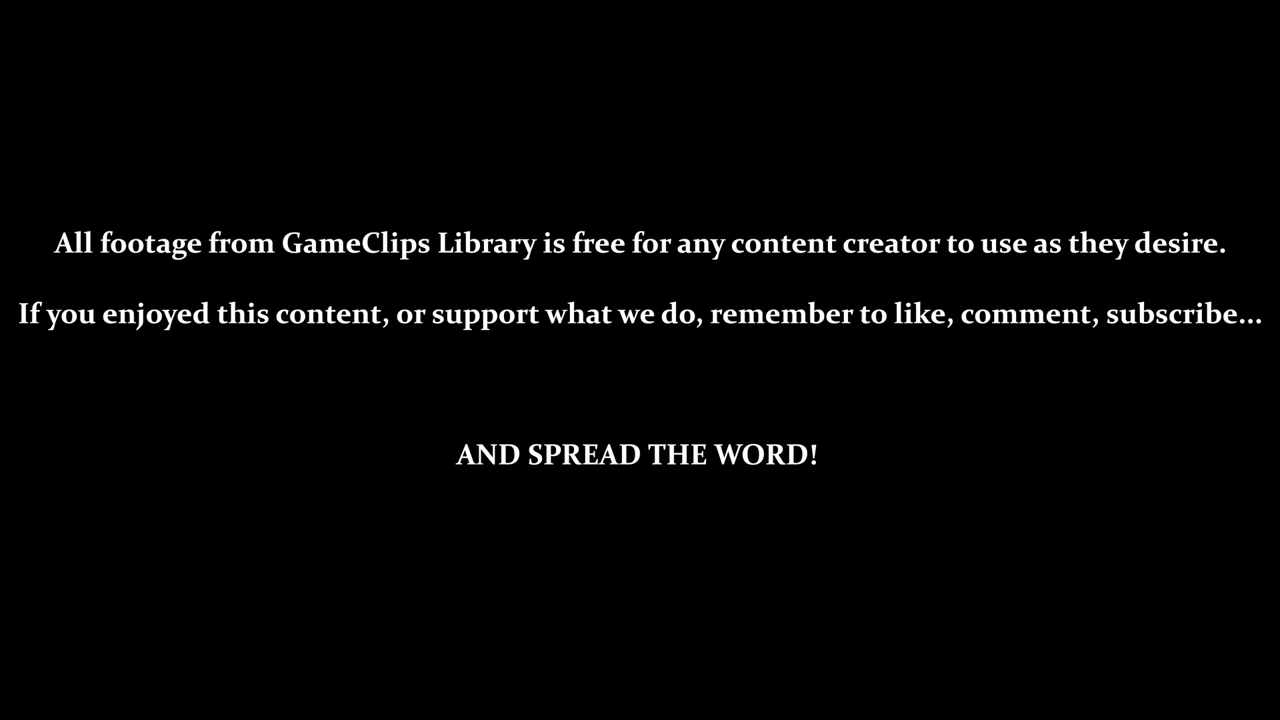 All footage from GameClips Library is free for any content creator to use as they desire.
If you enjoyed this content, or support what we do, remember to like, comment, subscribe...
AND SPREAD THE WORD!